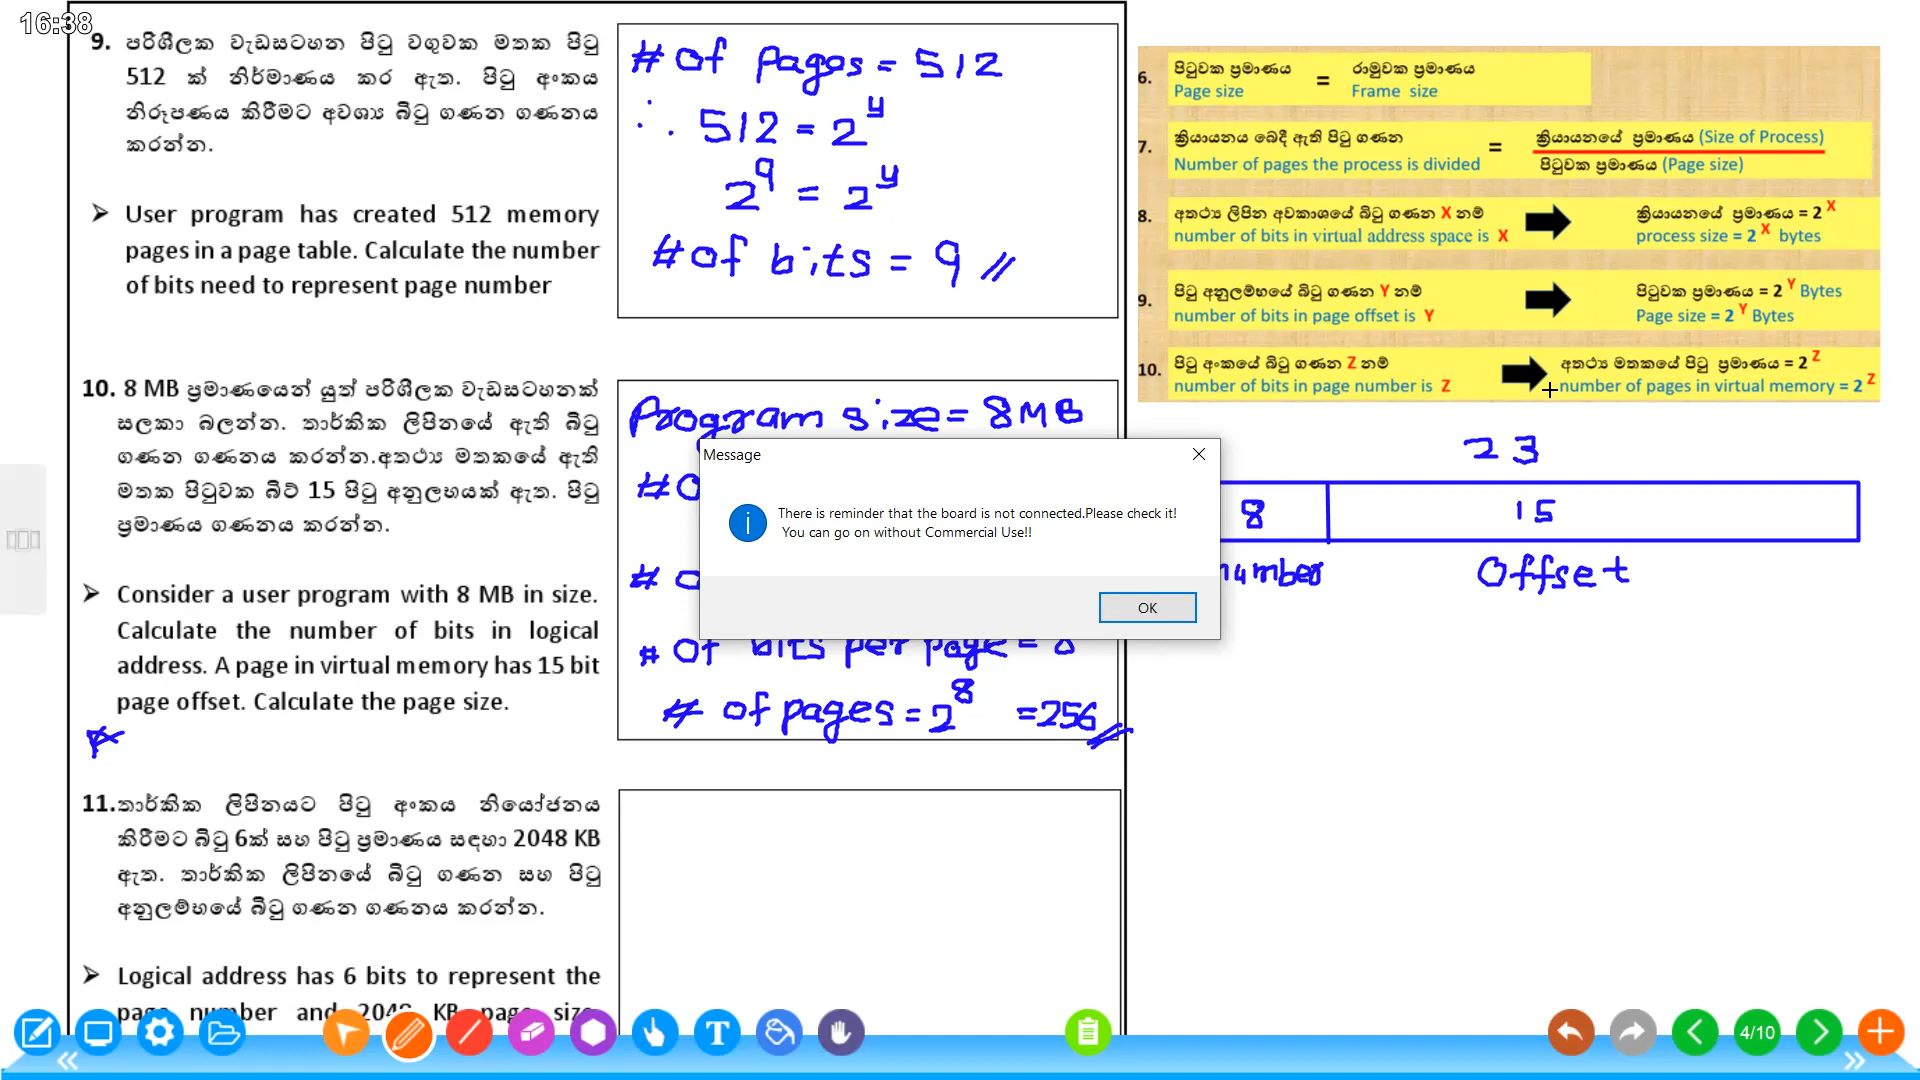 16:38
9. පරිශීලක වැඩසටහන පිටු වගුවක මතක පිටු
512 ක් නිර්මාණය කර ඇත. පිටු අංකය
නිරූපණය කිරීමට අවශ්‍ය බිටු ගණන ගණනය
කරන්න.
➢ User program has created 512 memory
pages in a page table. Calculate the number
of bits need to represent page number
# of pages = 512
∴ 512 = 2^y
2^9 = 2^y
# of bits = 9 //
10. 8 MB ප්‍රමාණයෙන් යුත් පරිශීලක වැඩසටහනක්
සලකා බලන්න. තාර්කික ලිපිනයේ ඇති බිටු
ගණන ගණනය කරන්න.අතථ්‍ය මතකයේ ඇති
මතක පිටුවක බිට් 15 පිටු අනුලභයක් ඇත. පිටු
ප්‍රමාණය ගණනය කරන්න.
➢ Consider a user program with 8 MB in size.
Calculate the number of bits in logical
address. A page in virtual memory has 15 bit
page offset. Calculate the page size.
Program size = 8MB
# o
# o
# of bits per page = 8
# of pages = 2^8 = 256 //
11.තාර්කික ලිපිනයට පිටු අංකය නියෝජනය
කිරීමට බිටු 6ක් සහ පිටු ප්‍රමාණය සඳහා 2048 KB
ඇත. තාර්කික ලිපිනයේ බිටු ගණන සහ පිටු
අනුලම්භයේ බිටු ගණන ගණනය කරන්න.
➢ Logical address has 6 bits to represent the
page number and 2048 KB page size.
6. පිටුවක ප්‍රමාණය = රාමුවක ප්‍රමාණය
Page size Frame size
7. ක්‍රියායනය බෙදී ඇති පිටු ගණන = ක්‍රියායනයේ ප්‍රමාණය (Size of Process)
Number of pages the process is divided පිටුවක ප්‍රමාණය (Page size)
8. අතථ්‍ය ලිපින අවකාශයේ බිටු ගණන X නම් ක්‍රියායනයේ ප්‍රමාණය = 2^X
number of bits in virtual address space is X process size = 2^X bytes
9. පිටු අනුලම්භයේ බිටු ගණන Y නම් පිටුවක ප්‍රමාණය = 2^Y Bytes
number of bits in page offset is Y Page size = 2^Y Bytes
10. පිටු අංකයේ බිටු ගණන Z නම් අතථ්‍ය මතකයේ පිටු ප්‍රමාණය = 2^Z
number of bits in page number is Z number of pages in virtual memory = 2^Z
23
8 15
number Offset
Message
There is reminder that the board is not connected.Please check it!
You can go on without Commercial Use!!
OK
T
4/10